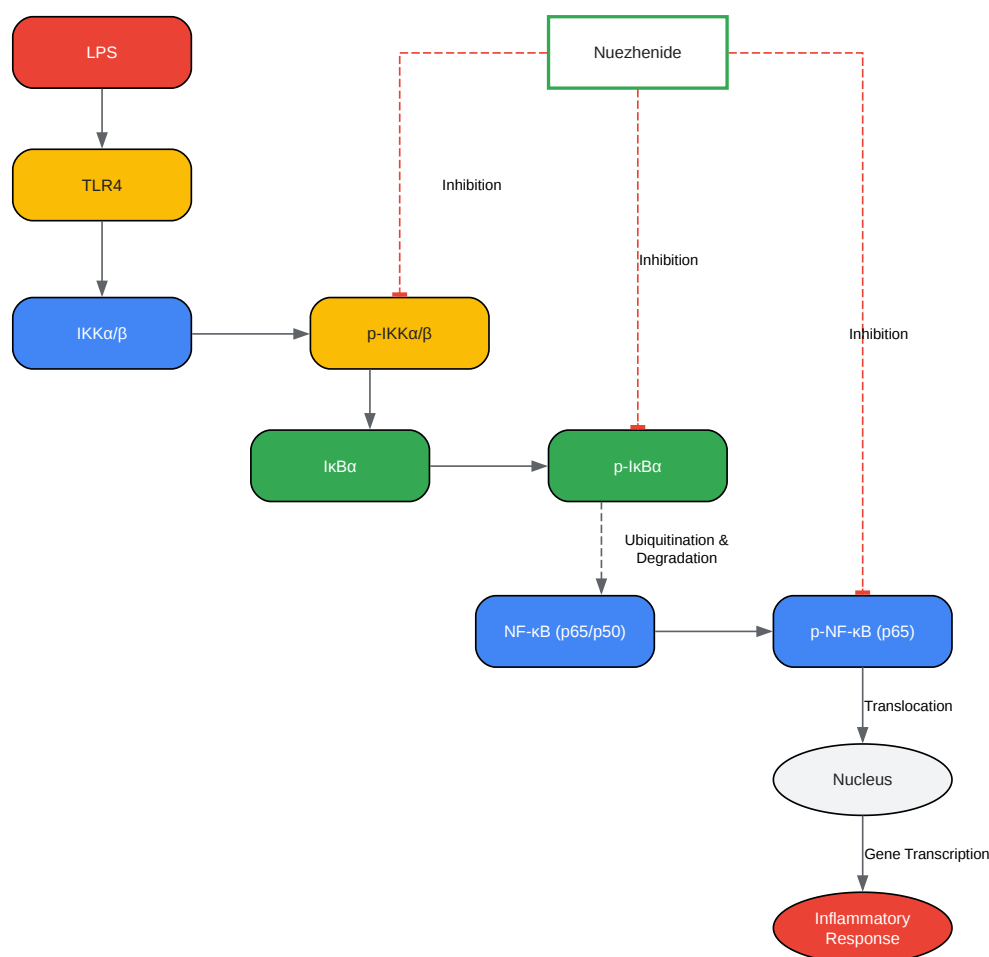 LPS
Nuezhenide
TLR4
Inhibition
Inhibition
IKKα/β
p-IKKα/β
Inhibition
IκBα
p-IκBα
Ubiquitination &
Degradation
NF-κB (p65/p50)
p-NF-κB (p65)
Translocation
Nucleus
Gene Transcription
Inflammatory
Response